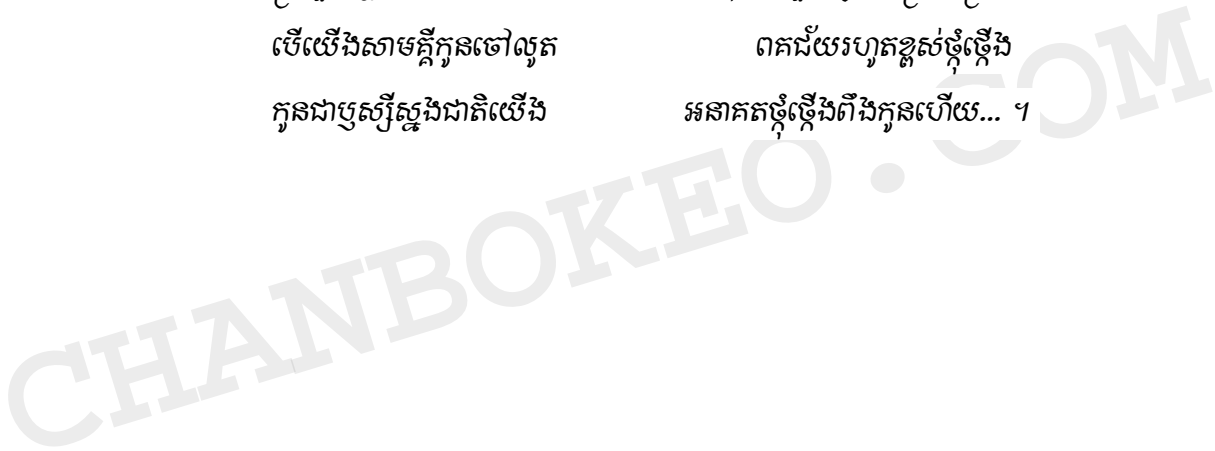 បើយើងសាមគ្គីកូនចៅលូត ពគជ័យរហូតខ្ពស់ថ្កុំថ្កើង
កូនជាឫស្សីស្នងជាតិយើង អនាគតថ្កុំថ្កើងពឹងកូនហើយ... ។
CHANBOKEO.COM